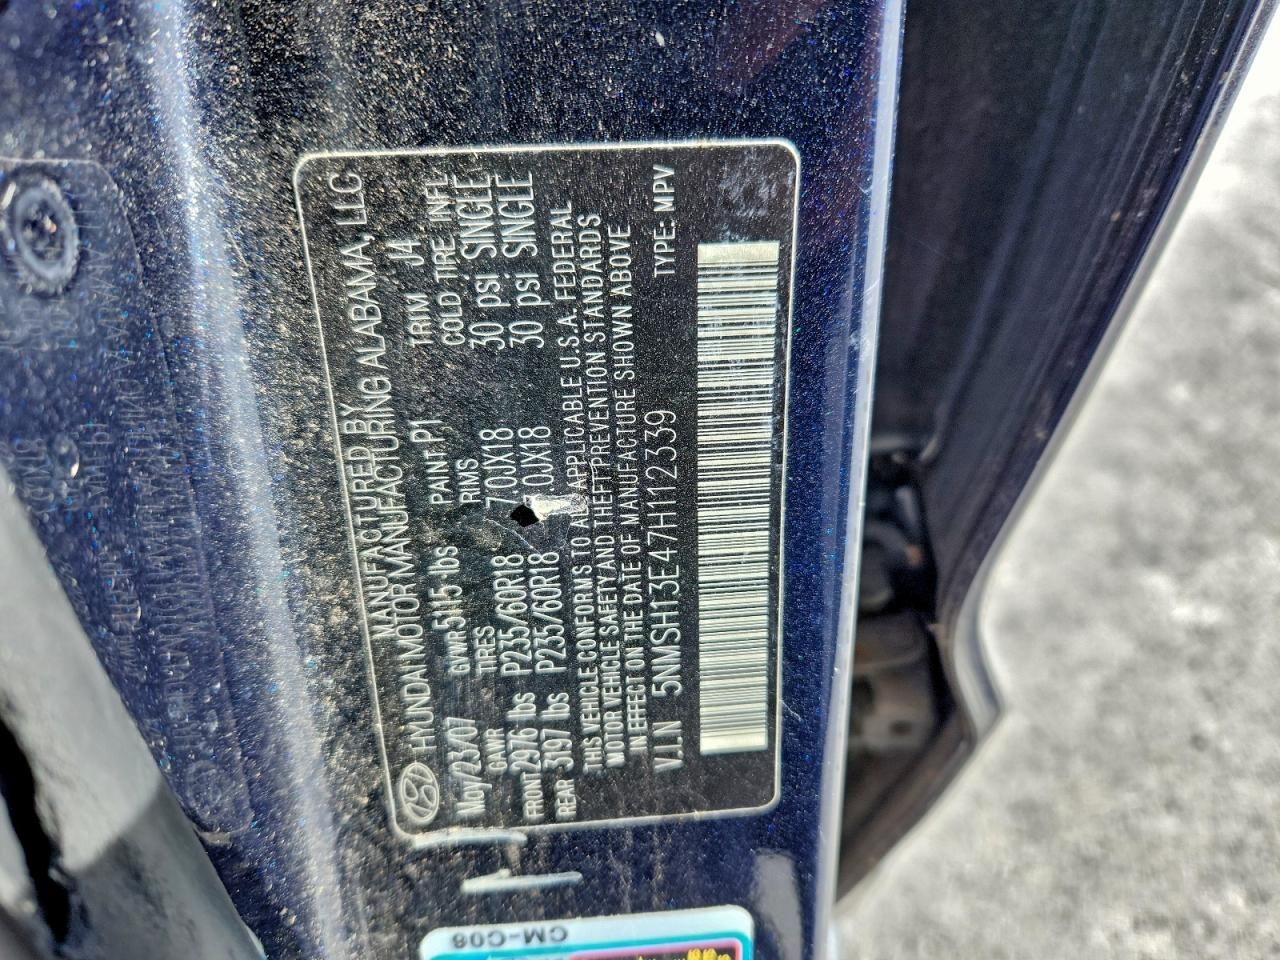 MANUFACTURED BY
HYUNDAI MOTOR MANUFACTURING ALABAMA, LLC
May/23/07 GVWR 5115 lbs PAINT P1 TRIM J4
GAWR TIRES RIMS COLD TIRE INFL
FRONT 2976 lbs P235/60R18 7.0JX18 30 psi SINGLE
REAR 3197 lbs P235/60R18 .0JX18 30 psi SINGLE
THIS VEHICLE CONFORMS TO ALL APPLICABLE U.S.A. FEDERAL
MOTOR VEHICLE SAFETY AND THEFT PREVENTION STANDARDS
IN EFFECT ON THE DATE OF MANUFACTURE SHOWN ABOVE
V.I.N 5NMSH13E47H112339 TYPE: MPV
CM-C06